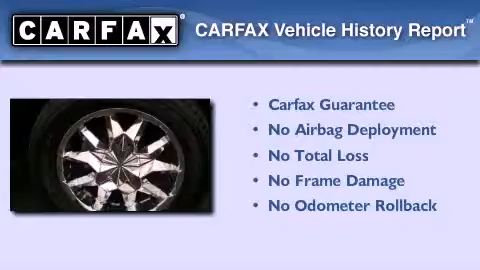 CARFAX® CARFAX Vehicle History Report™
• Carfax Guarantee
• No Airbag Deployment
• No Total Loss
• No Frame Damage
• No Odometer Rollback